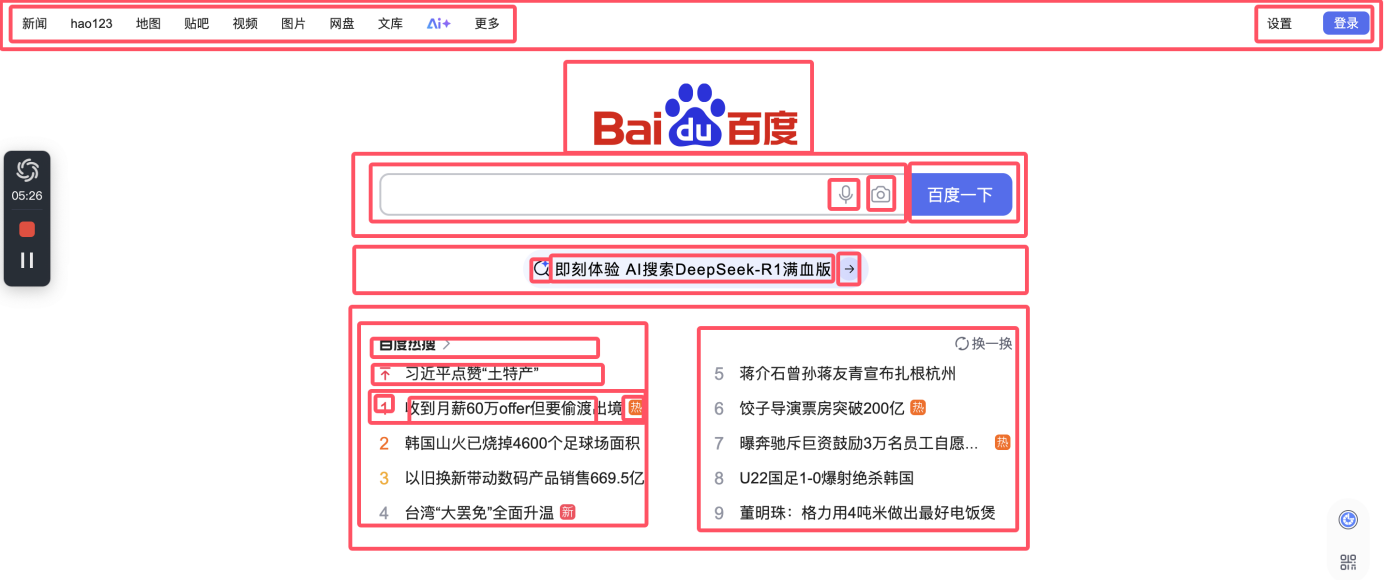 新闻 hao123 地图 贴吧 视频 图片 网盘 文库 Ai+ 更多 设置 登录
Bai du 百度
05:26
百度一下
即刻体验 AI搜索DeepSeek-R1满血版 →
百度热搜 > 换一换
习近平点赞“土特产”
1 收到月薪60万offer但要偷渡出境 热
2 韩国山火已烧掉4600个足球场面积
3 以旧换新带动数码产品销售669.5亿
4 台湾“大罢免”全面升温 新
5 蒋介石曾孙蒋友青宣布扎根杭州
6 饺子导演票房突破200亿 热
7 曝奔驰斥巨资鼓励3万名员工自愿... 热
8 U22国足1-0爆射绝杀韩国
9 董明珠：格力用4吨米做出最好电饭煲